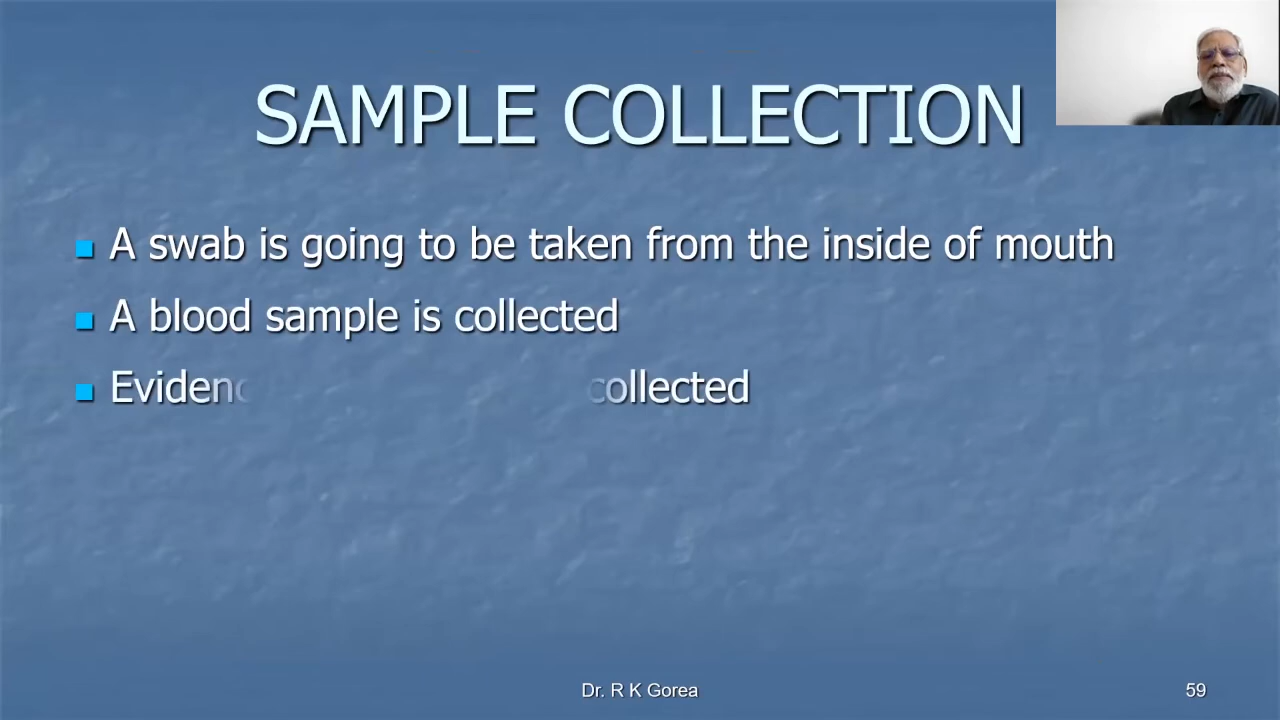 SAMPLE COLLECTION
A swab is going to be taken from the inside of mouth
A blood sample is collected
collected
Dr. R K Gorea
59